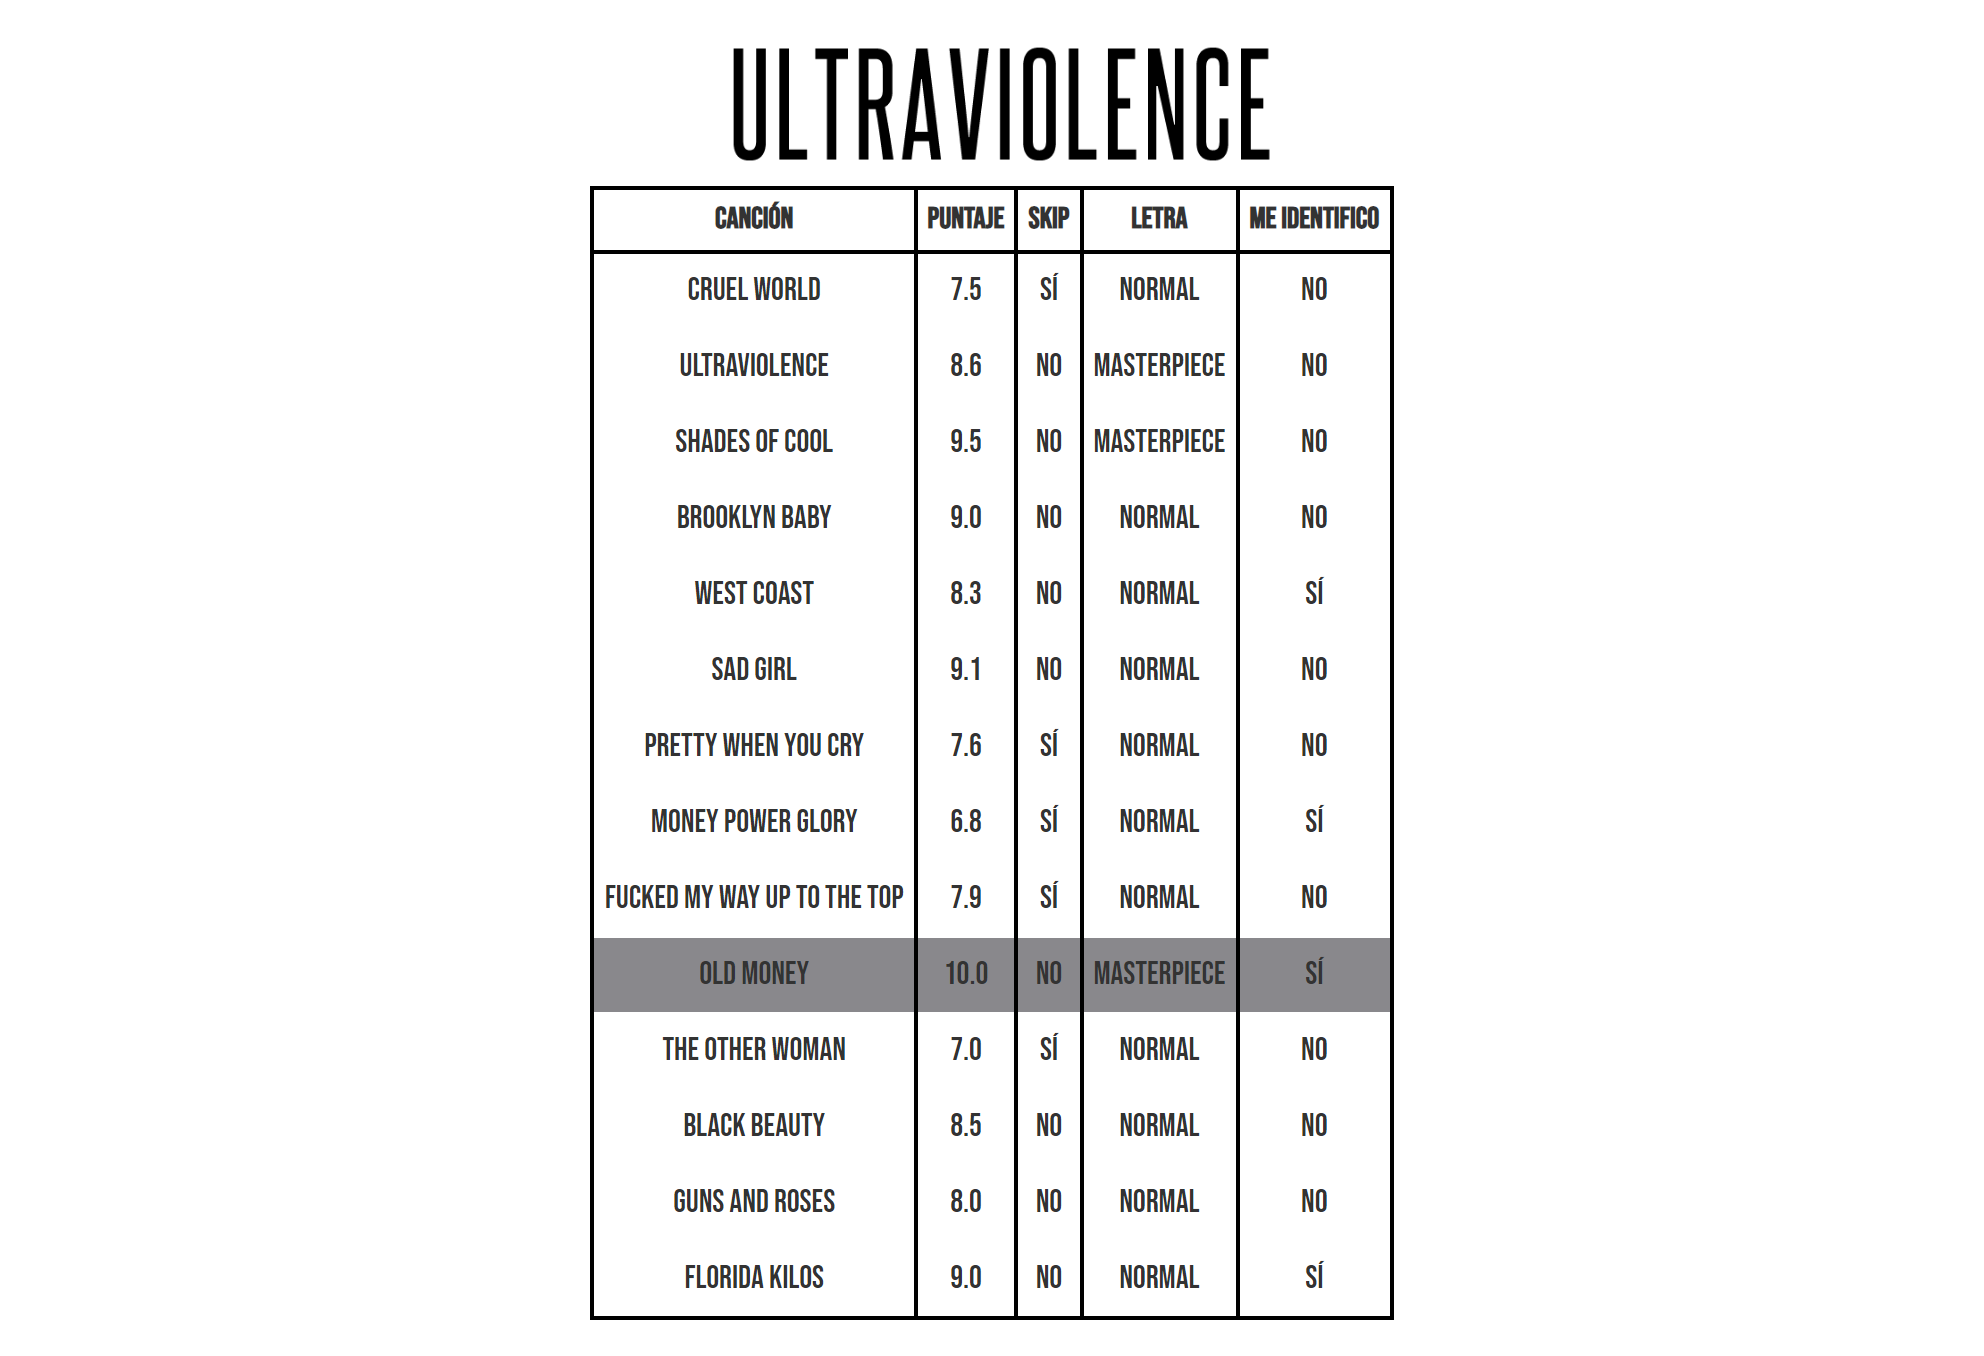 ULTRAVIOLENCE
CANCIÓN PUNTAJE SKIP LETRA ME IDENTIFICO
CRUEL WORLD 7.5 SÍ NORMAL NO
ULTRAVIOLENCE 8.6 NO MASTERPIECE NO
SHADES OF COOL 9.5 NO MASTERPIECE NO
BROOKLYN BABY 9.0 NO NORMAL NO
WEST COAST 8.3 NO NORMAL SÍ
SAD GIRL 9.1 NO NORMAL NO
PRETTY WHEN YOU CRY 7.6 SÍ NORMAL NO
MONEY POWER GLORY 6.8 SÍ NORMAL SÍ
FUCKED MY WAY UP TO THE TOP 7.9 SÍ NORMAL NO
OLD MONEY 10.0 NO MASTERPIECE SÍ
THE OTHER WOMAN 7.0 SÍ NORMAL NO
BLACK BEAUTY 8.5 NO NORMAL NO
GUNS AND ROSES 8.0 NO NORMAL NO
FLORIDA KILOS 9.0 NO NORMAL SÍ